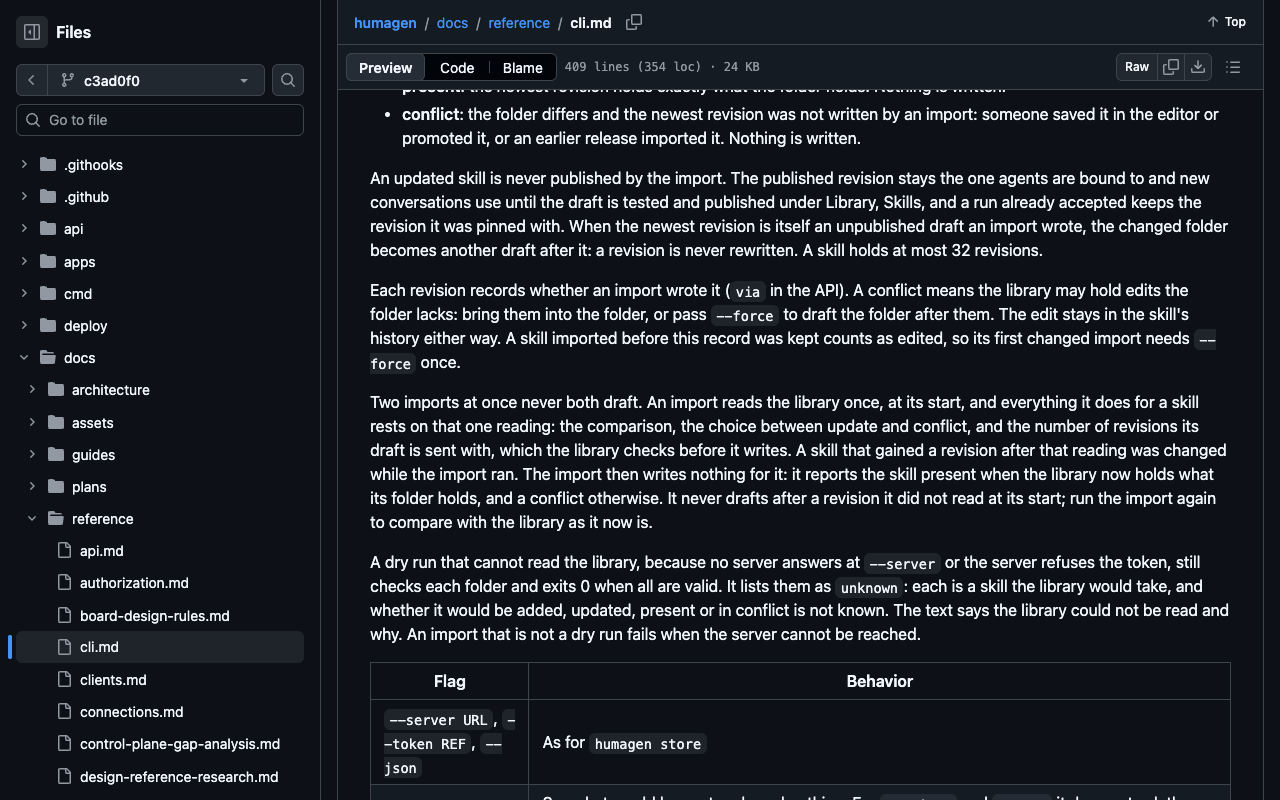 Files
humagen / docs / reference / cli.md
Top
c3ad0f0
Preview Code Blame 409 lines (354 loc) · 24 KB
Raw
Go to file
.githooks
.github
api
apps
cmd
deploy
docs
architecture
assets
guides
plans
reference
api.md
authorization.md
board-design-rules.md
cli.md
clients.md
connections.md
control-plane-gap-analysis.md
design-reference-research.md
present: the newest revision holds exactly what the folder holds. Nothing is written.
• conflict: the folder differs and the newest revision was not written by an import: someone saved it in the editor or
promoted it, or an earlier release imported it. Nothing is written.
An updated skill is never published by the import. The published revision stays the one agents are bound to and new
conversations use until the draft is tested and published under Library, Skills, and a run already accepted keeps the
revision it was pinned with. When the newest revision is itself an unpublished draft an import wrote, the changed folder
becomes another draft after it: a revision is never rewritten. A skill holds at most 32 revisions.
Each revision records whether an import wrote it ( via in the API). A conflict means the library may hold edits the
folder lacks: bring them into the folder, or pass --force to draft the folder after them. The edit stays in the skill's
history either way. A skill imported before this record was kept counts as edited, so its first changed import needs --
force once.
Two imports at once never both draft. An import reads the library once, at its start, and everything it does for a skill
rests on that one reading: the comparison, the choice between update and conflict, and the number of revisions its
draft is sent with, which the library checks before it writes. A skill that gained a revision after that reading was changed
while the import ran. The import then writes nothing for it: it reports the skill present when the library now holds what
its folder holds, and a conflict otherwise. It never drafts after a revision it did not read at its start; run the import again
to compare with the library as it now is.
A dry run that cannot read the library, because no server answers at --server or the server refuses the token, still
checks each folder and exits 0 when all are valid. It lists them as unknown : each is a skill the library would take, and
whether it would be added, updated, present or in conflict is not known. The text says the library could not be read and
why. An import that is not a dry run fails when the server cannot be reached.
Flag Behavior
--server URL , -
-token REF , --
json
As for humagen store